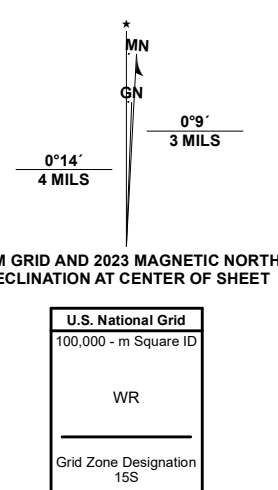 ★
MN
GN
0°9´
3 MILS
0°14´
4 MILS
M GRID AND 2023 MAGNETIC NORTH
ECLINATION AT CENTER OF SHEET
U.S. National Grid
100,000 - m Square ID
WR
Grid Zone Designation
15S